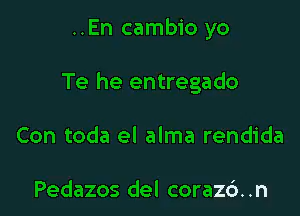 ..En cambio yo
Te he entregado
Con toda el alma rendida
Pedazos del corazó..n